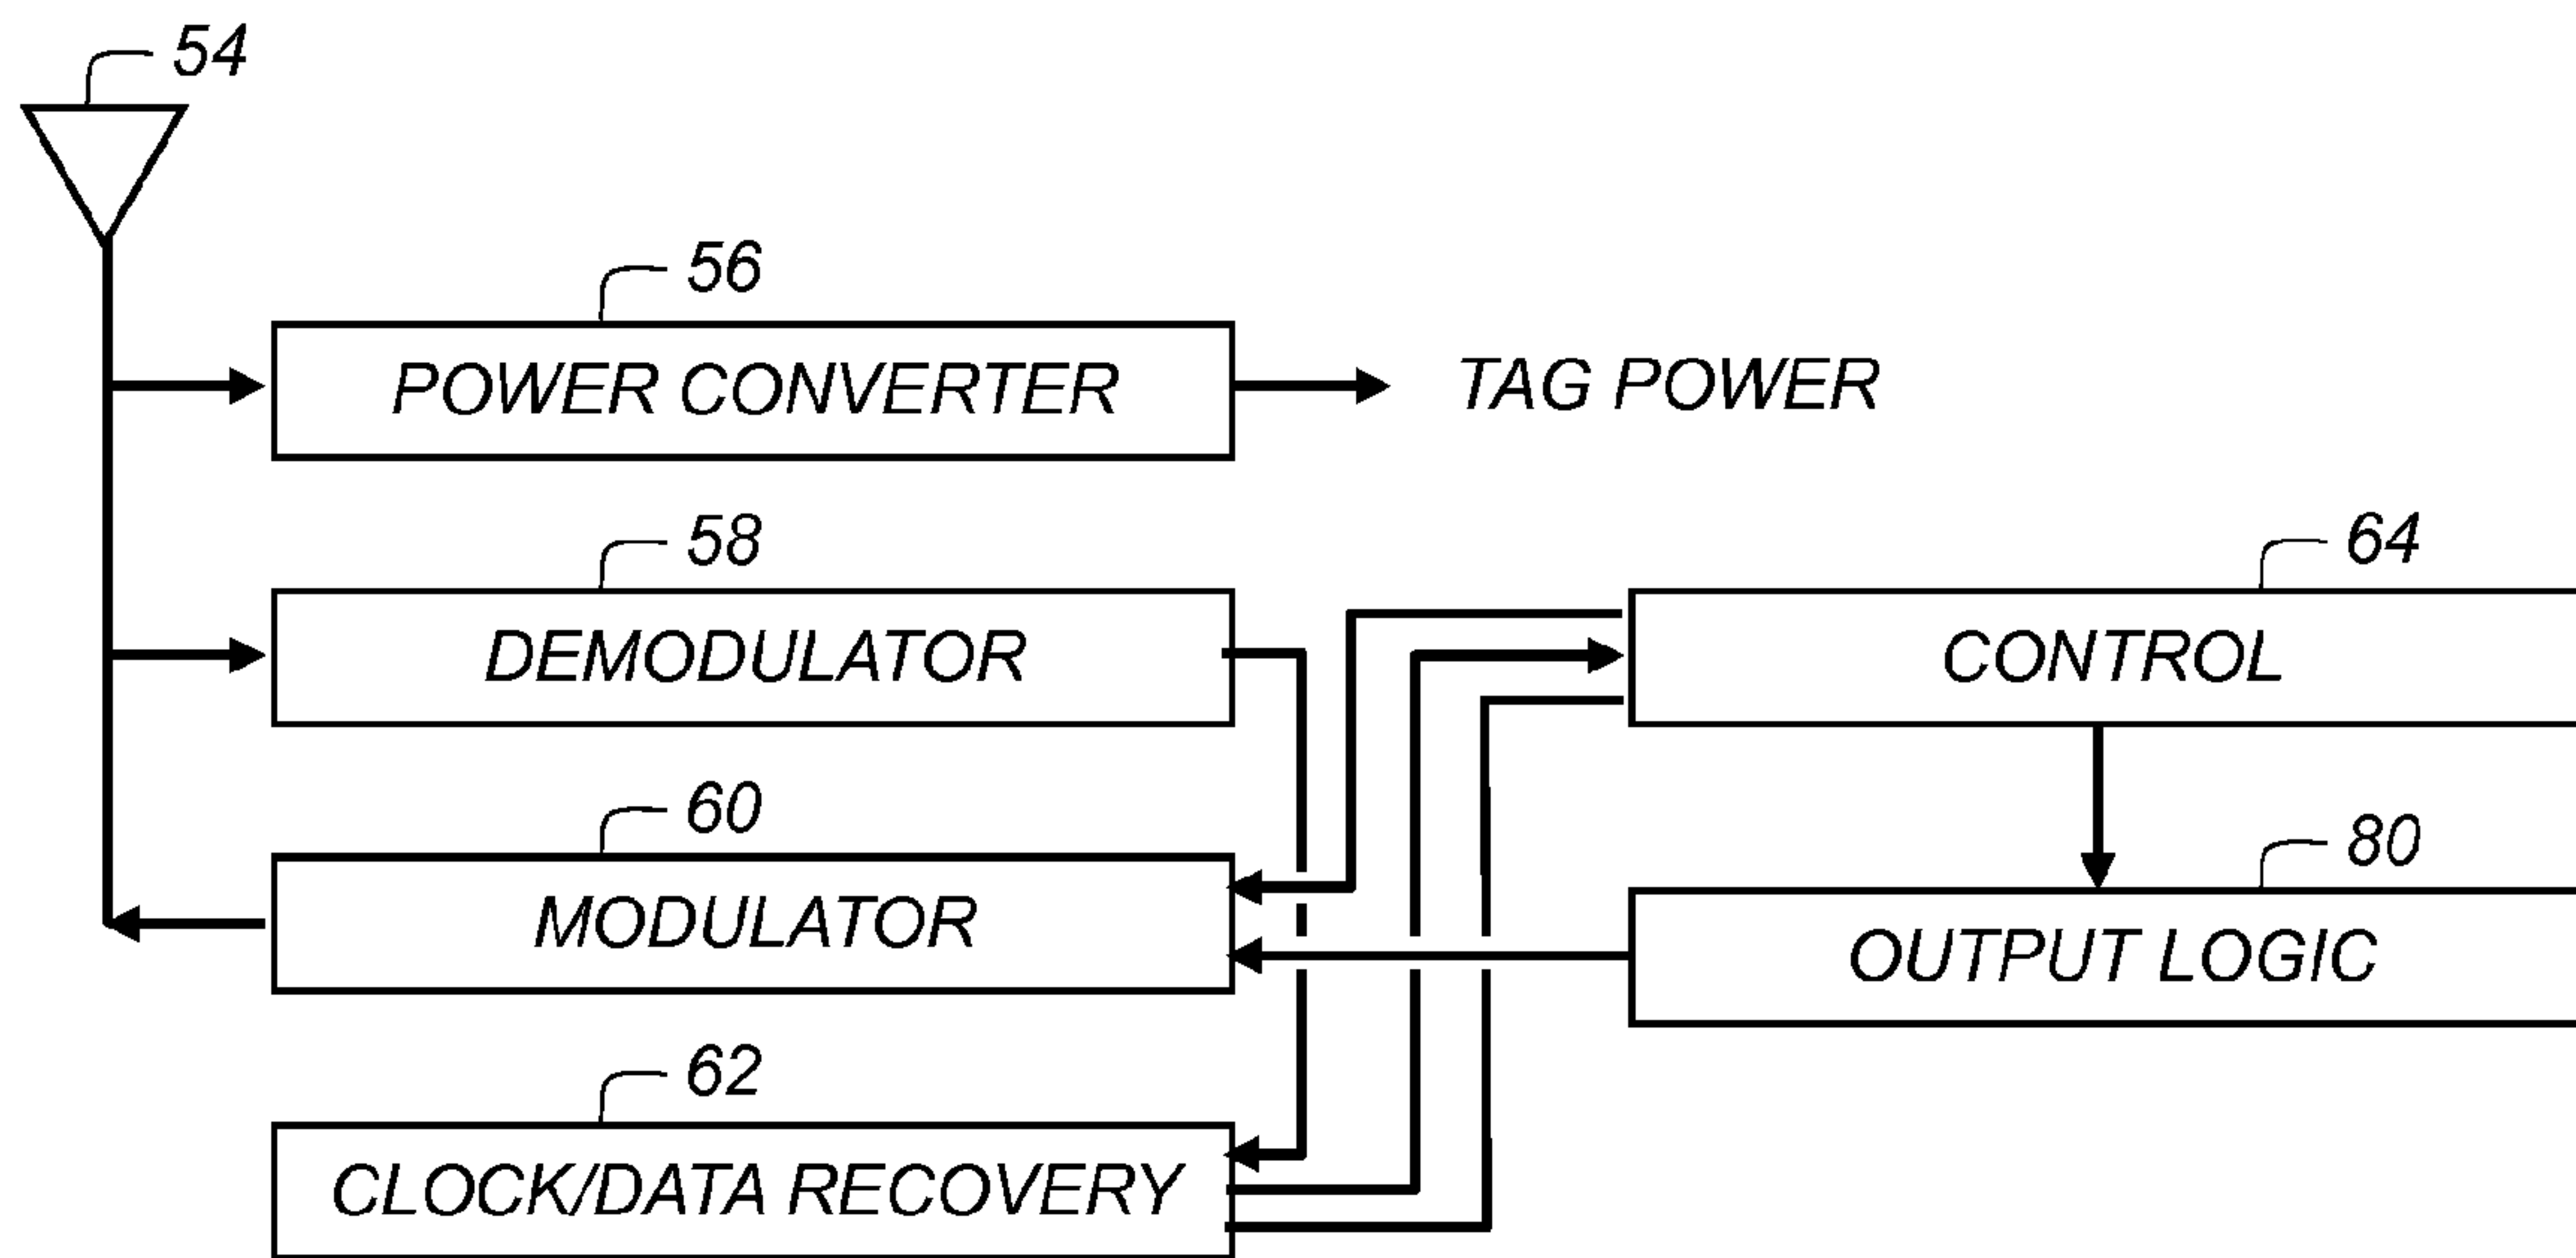 54
56
POWER CONVERTER
TAG POWER
58
64
DEMODULATOR
CONTROL
60
80
MODULATOR
OUTPUT LOGIC
62
CLOCK/DATA RECOVERY